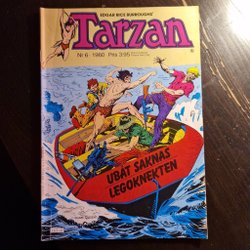 EDGAR RICE BURROUGHS'
Tarzan
Nr 6 · 1980 Pris 3:95
UBÅT SAKNAS
LEGOKNEKTEN